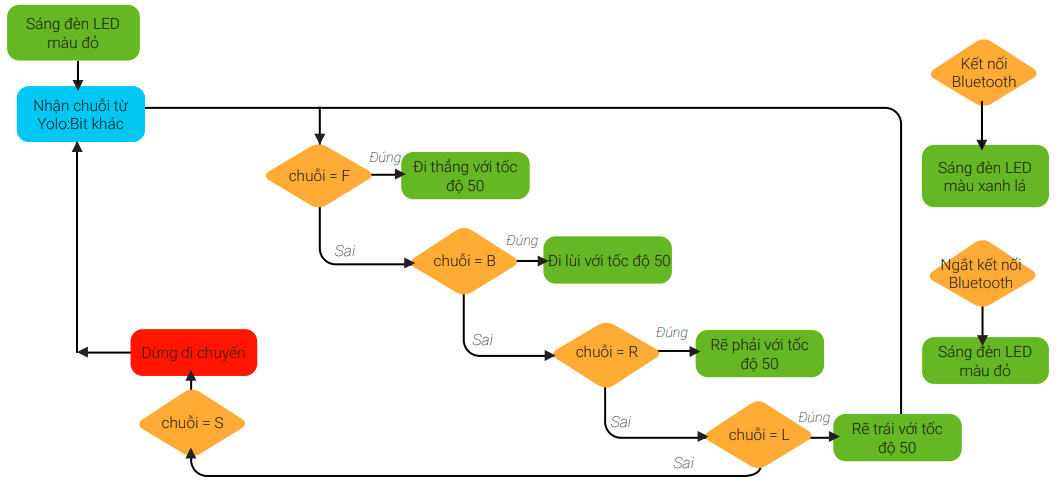 Sáng đèn LED
màu đỏ
Nhận chuỗi từ
Yolo:Bit khác
chuỗi = F
Đúng
Đi thẳng với tốc
độ 50
Sai
chuỗi = B
Đúng
Đi lùi với tốc độ 50
Sai
chuỗi = R
Đúng
Rẽ phải với tốc
độ 50
Sai
chuỗi = L
Đúng
Rẽ trái với tốc
độ 50
Sai
chuỗi = S
Dừng di chuyển
Kết nối
Bluetooth
Sáng đèn LED
màu xanh lá
Ngắt kết nối
Bluetooth
Sáng đèn LED
màu đỏ